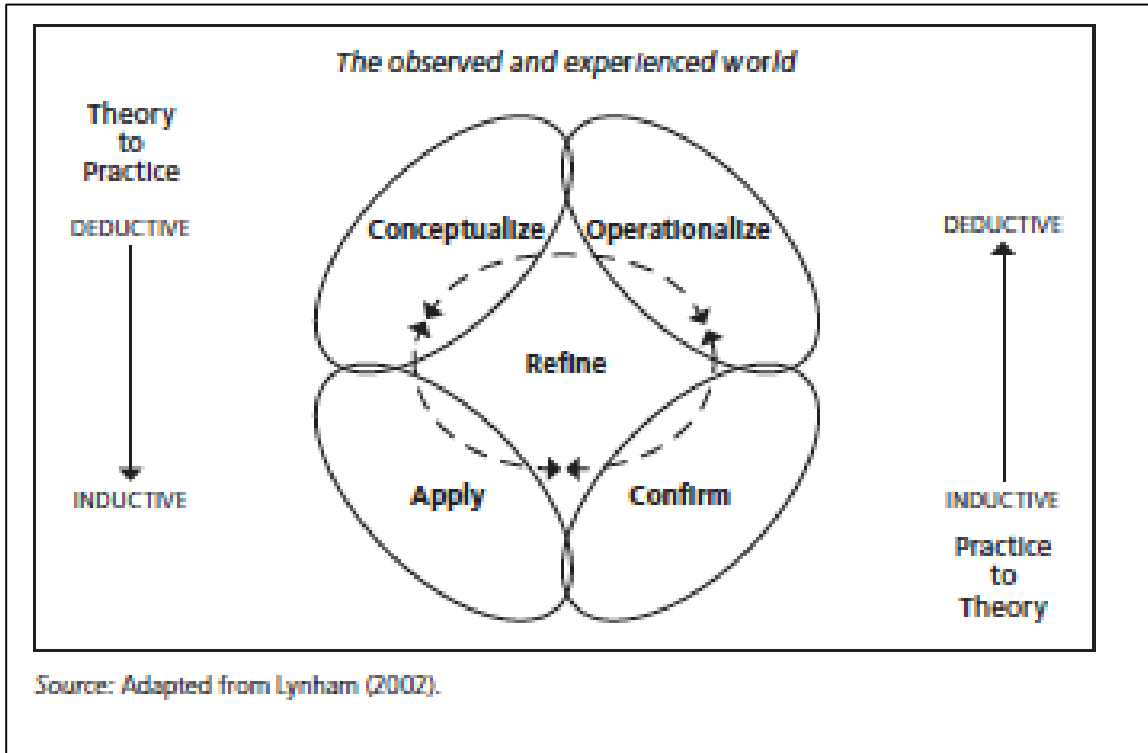 The observed and experienced world
Theory
to
Practice
DEDUCTIVE
INDUCTIVE
Conceptualize
Operationalize
Refine
Apply
Confirm
DEDUCTIVE
INDUCTIVE
Practice
to
Theory
Source: Adapted from Lynham (2002).